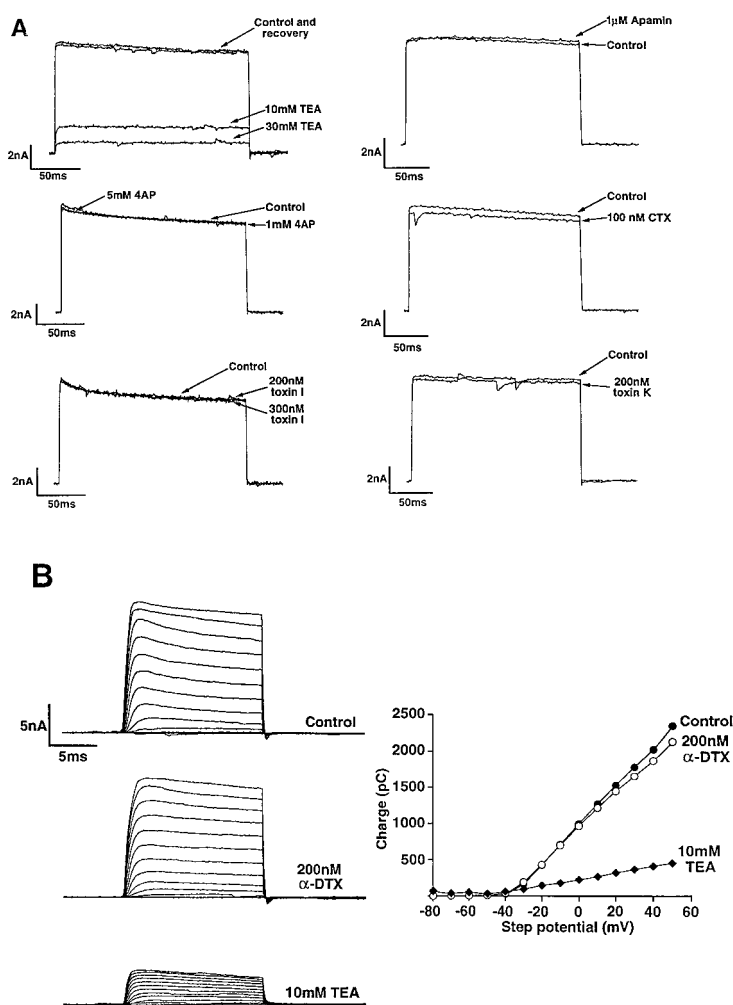 A
Control and
recovery
10mM TEA
30mM TEA
2nA
50ms
1µM Apamin
Control
2nA
50ms
5mM 4AP
Control
1mM 4AP
2nA
50ms
Control
100 nM CTX
2nA
50ms
Control
200nM
toxin I
300nM
toxin I
2nA
50ms
Control
200nM
toxin K
2nA
50ms
B
5nA
5ms
Control
200nM
α-DTX
10mM TEA
Charge (pC)
2500
2000
1500
1000
500
-80 -60 -40 -20 0 20 40 60
Step potential (mV)
Control
200nM
α-DTX
10mM
TEA